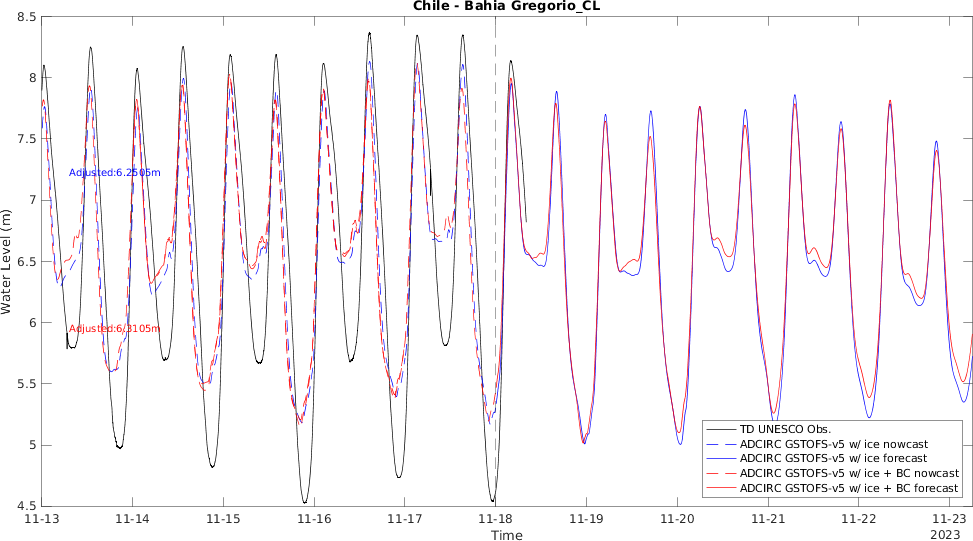 Chile - Bahia Gregorio_CL
8.5
8
7.5
7
6.5
6
5.5
5
4.5
Water Level (m)
Adjusted:6.2505m
Adjusted:6.3105m
TD UNESCO Obs.
ADCIRC GSTOFS-v5 w/ ice nowcast
ADCIRC GSTOFS-v5 w/ ice forecast
ADCIRC GSTOFS-v5 w/ ice + BC nowcast
ADCIRC GSTOFS-v5 w/ ice + BC forecast
11-13 11-14 11-15 11-16 11-17 11-18 11-19 11-20 11-21 11-22 11-23
2023
Time